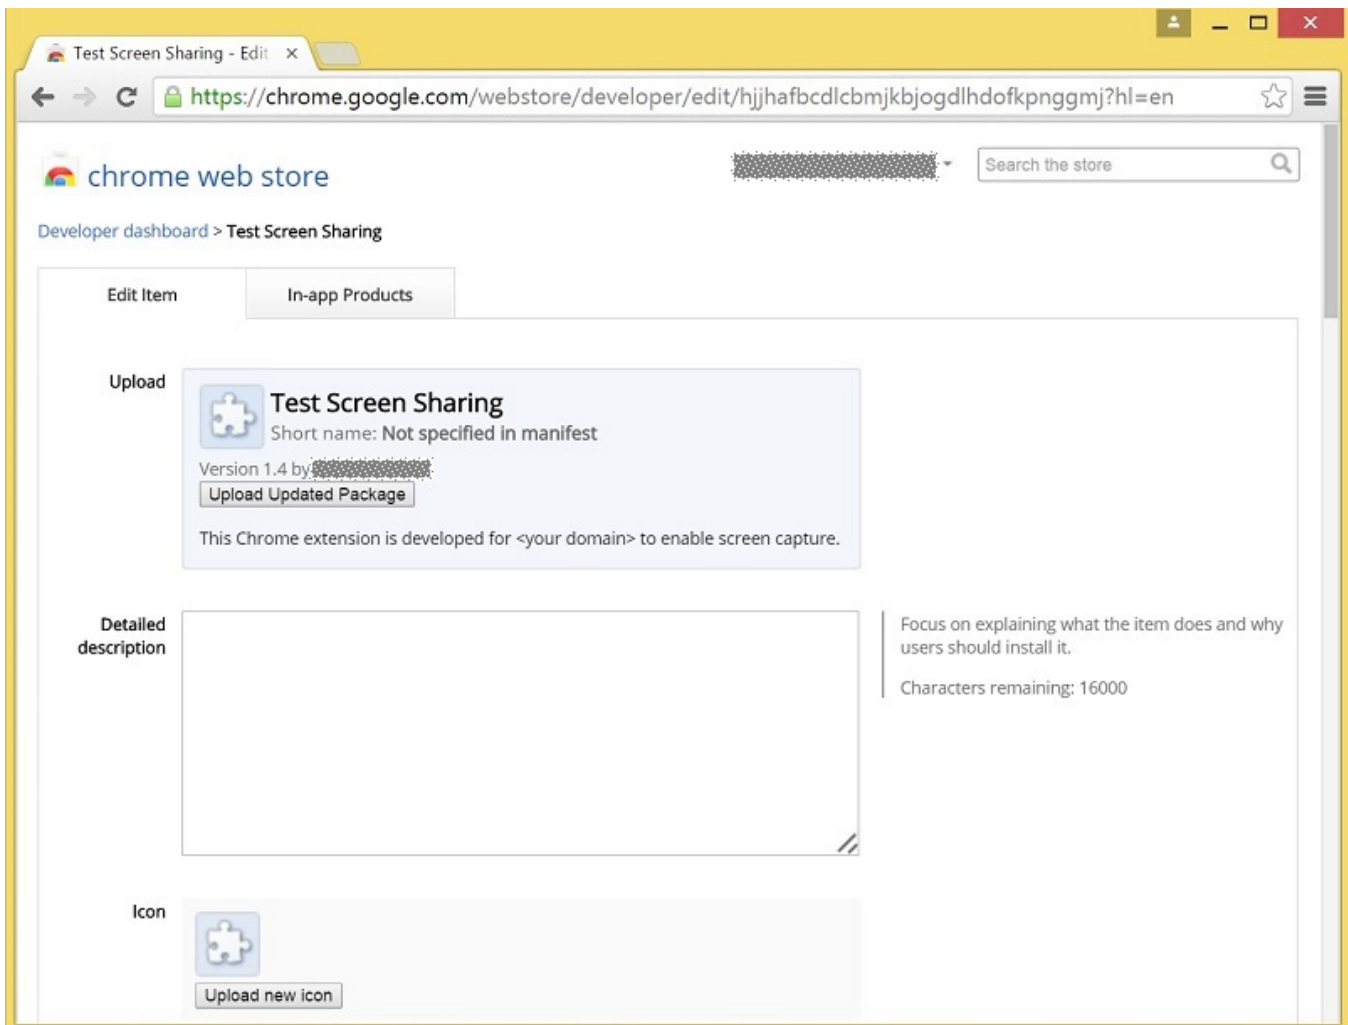 Test Screen Sharing - Edit
https://chrome.google.com/webstore/developer/edit/hjjhafbcdlcbmjkbjogdlhdofkpnggmj?hl=en
chrome web store
Search the store
Developer dashboard > Test Screen Sharing
Edit Item
In-app Products
Upload
Test Screen Sharing
Short name: Not specified in manifest
Version 1.4 by
Upload Updated Package
This Chrome extension is developed for <your domain> to enable screen capture.
Detailed
description
Focus on explaining what the item does and why
users should install it.
Characters remaining: 16000
Icon
Upload new icon